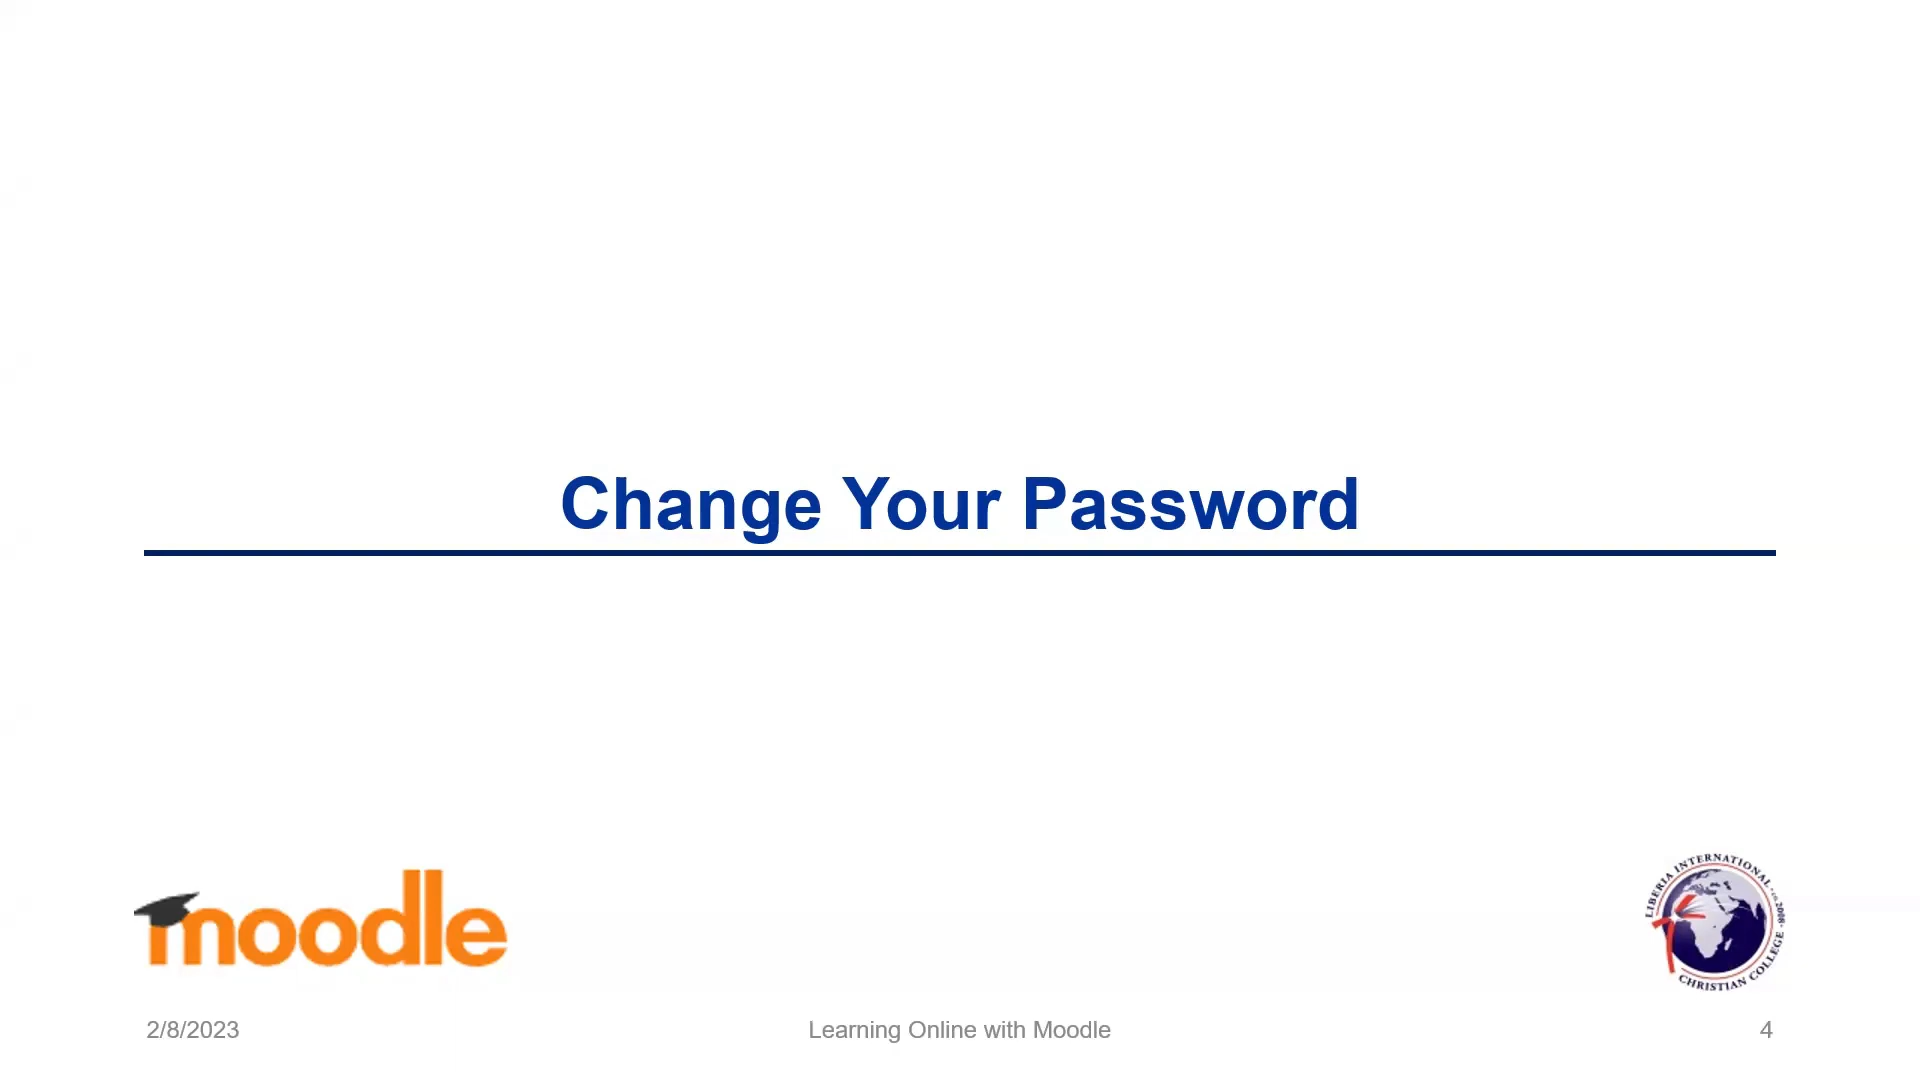 Change Your Password
moodle
LIBERIA INTERNATIONAL
CHRISTIAN COLLEGE
2/8/2023
Learning Online with Moodle
4